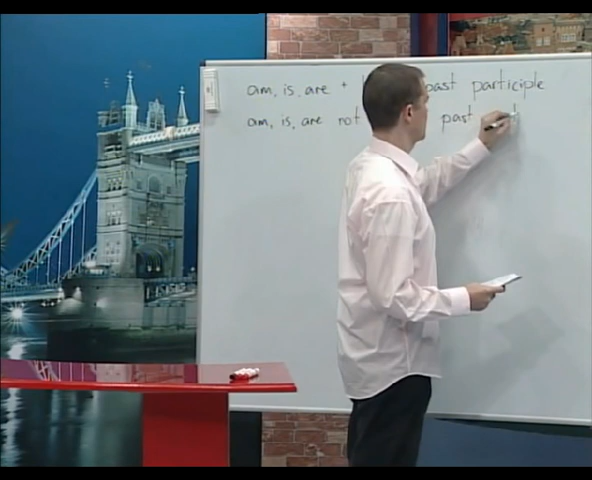 am, is, are + past participle
am, is, are not past